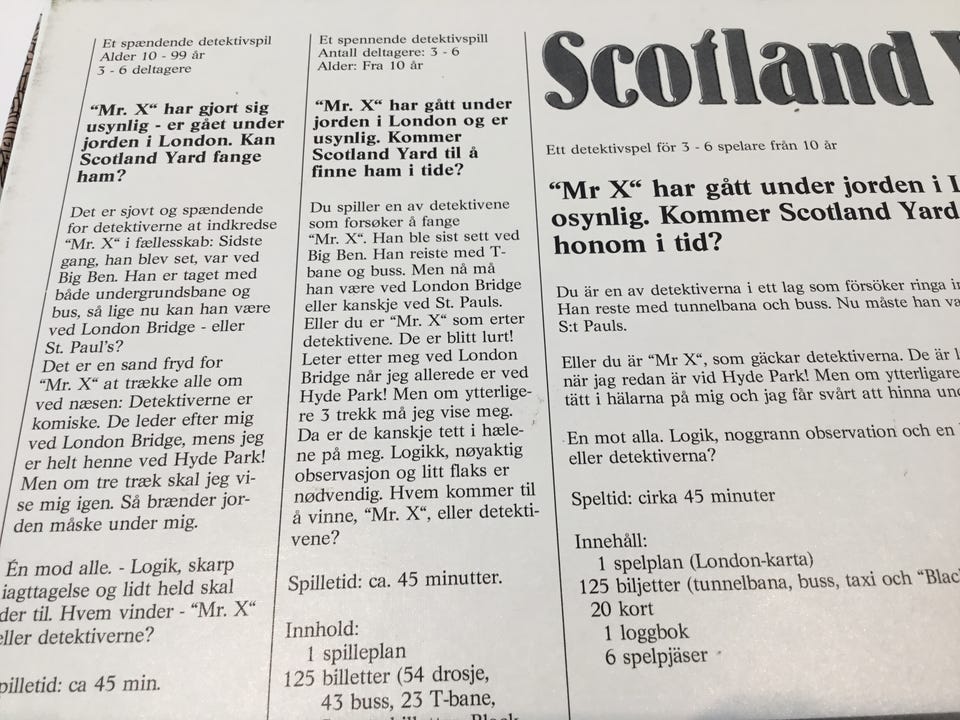 Et spændende detektivspil
Alder 10 - 99 år
3 - 6 deltagere
“Mr. X“ har gjort sig
usynlig - er gået under
jorden i London. Kan
Scotland Yard fange
ham?
Det er sjovt og spændende
for detektiverne at indkredse
“Mr. X“ i fællesskab: Sidste
gang, han blev set, var ved
Big Ben. Han er taget med
både undergrundsbane og
bus, så lige nu kan han være
ved London Bridge - eller
St. Paul's?
Det er en sand fryd for
“Mr. X“ at trække alle om
ved næsen: Detektiverne er
komiske. De leder efter mig
ved London Bridge, mens jeg
er helt henne ved Hyde Park!
Men om tre træk skal jeg vi-
se mig igen. Så brænder jor-
den måske under mig.
Én mod alle. - Logik, skarp
iagttagelse og lidt held skal
der til. Hvem vinder - “Mr. X“
eller detektiverne?
pilletid: ca 45 min.
Et spennende detektivspill
Antall deltagere: 3 - 6
Alder: Fra 10 år
“Mr. X“ har gått under
jorden i London og er
usynlig. Kommer
Scotland Yard til å
finne ham i tide?
Du spiller en av detektivene
som forsøker å fange
“Mr. X“. Han ble sist sett ved
Big Ben. Han reiste med T-
bane og buss. Men nå må
han være ved London Bridge
eller kanskje ved St. Pauls.
Eller du er “Mr. X“ som erter
detektivene. De er blitt lurt!
Leter etter meg ved London
Bridge når jeg allerede er ved
Hyde Park! Men om ytterlige-
re 3 trekk må jeg vise meg.
Da er de kanskje tett i hæle-
ne på meg. Logikk, nøyaktig
observasjon og litt flaks er
nødvendig. Hvem kommer til
å vinne, “Mr. X“, eller detekti-
vene?
Spilletid: ca. 45 minutter.
Innhold:
1 spilleplan
125 billetter (54 drosje,
43 buss, 23 T-bane,
Scotland Y
Ett detektivspel för 3 - 6 spelare från 10 år
“Mr X“ har gått under jorden i L
osynlig. Kommer Scotland Yard
honom i tid?
Du är en av detektiverna i ett lag som försöker ringa in
Han reste med tunnelbana och buss. Nu måste han va
S:t Pauls.
Eller du är “Mr X“, som gäckar detektiverna. De är l
när jag redan är vid Hyde Park! Men om ytterligare
tätt i hälarna på mig och jag får svårt att hinna und
En mot alla. Logik, noggrann observation och en
eller detektiverna?
Speltid: cirka 45 minuter
Innehåll:
1 spelplan (London-karta)
125 biljetter (tunnelbana, buss, taxi och “Blac
20 kort
1 loggbok
6 spelpjäser